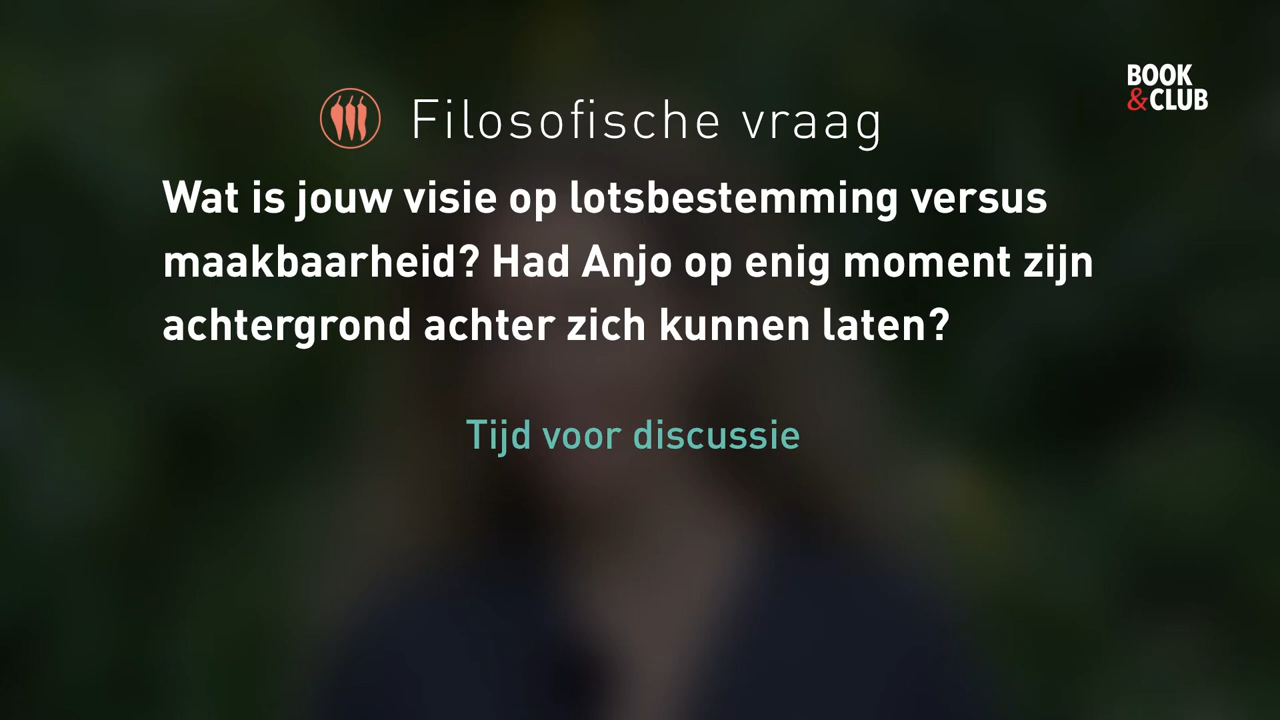 BOOK
&CLUB
Filosofische vraag
Wat is jouw visie op lotsbestemming versus
maakbaarheid? Had Anjo op enig moment zijn
achtergrond achter zich kunnen laten?
Tijd voor discussie